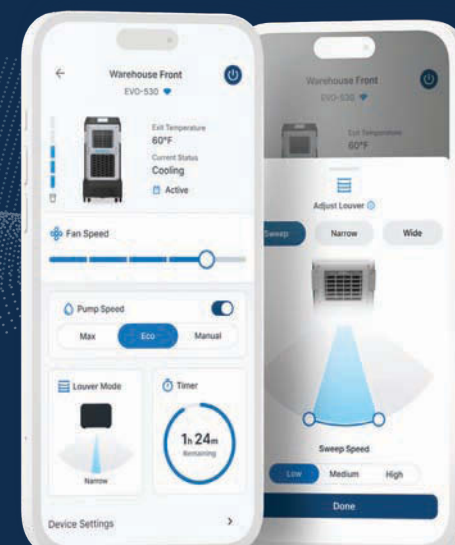 Warehouse Front
EVO-530
Exit Temperature
60°F
Current Status
Cooling
Active
Fan Speed
Pump Speed
Max
Eco
Manual
Louver Mode
Narrow
Timer
1h 24m
Remaining
Device Settings
Warehouse Front
EVO-530
Exit Temperature
60°F
Adjust Louver
Sweep
Narrow
Wide
Sweep Speed
Low
Medium
High
Done